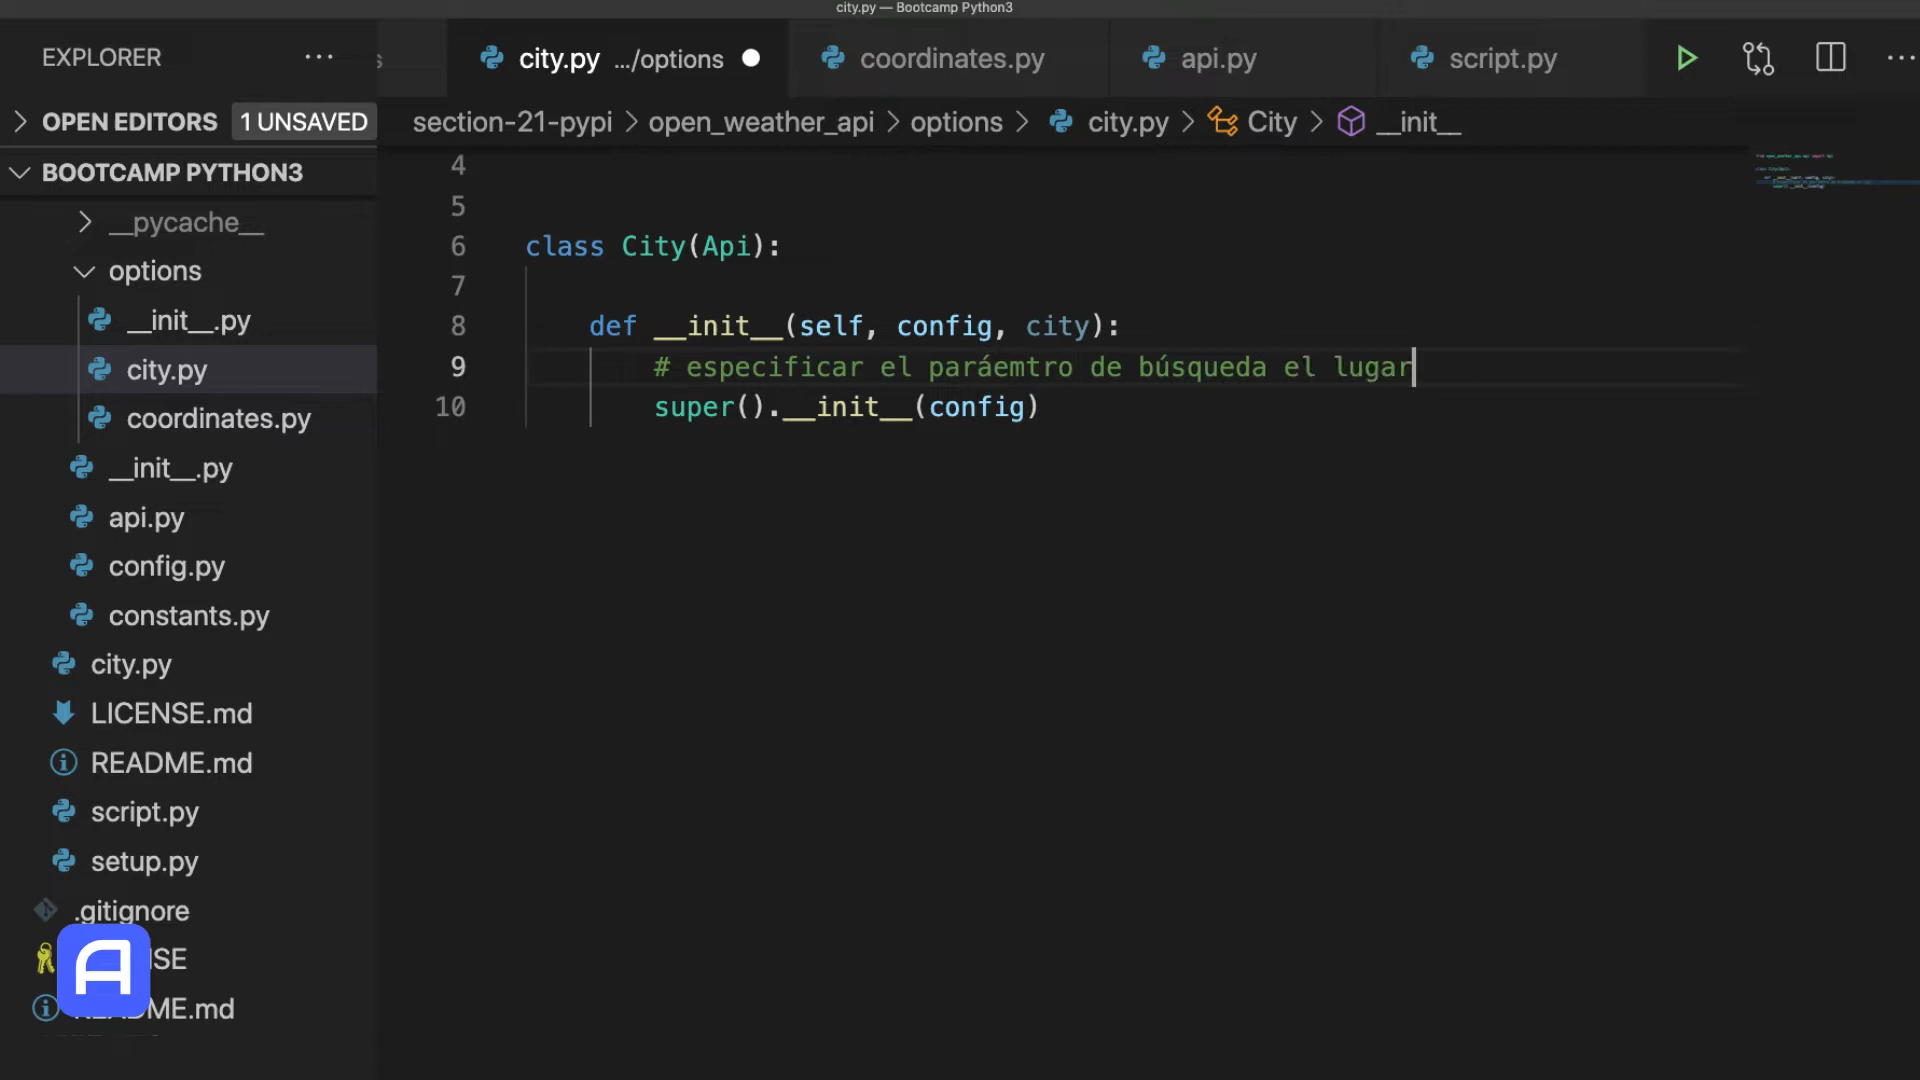 city.py — Bootcamp Python3
EXPLORER
s
city.py .../options
coordinates.py
api.py
script.py
OPEN EDITORS
1 UNSAVED
section-21-pypi > open_weather_api > options > city.py > City > __init__
BOOTCAMP PYTHON3
__pycache__
options
__init__.py
city.py
coordinates.py
__init__.py
api.py
config.py
constants.py
city.py
LICENSE.md
README.md
script.py
setup.py
.gitignore
A
4
5
6 class City(Api):
7
8 def __init__(self, config, city):
9 # especificar el paráemtro de búsqueda el lugar
10 super().__init__(config)